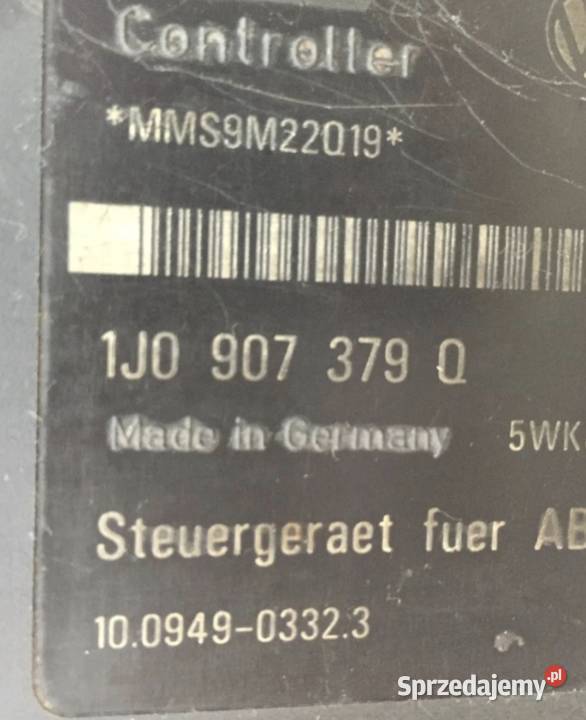 Controller
*MMS9M22Q19*
1J0 907 379 Q
Made in Germany 5WK
Steuergeraet fuer AB
10.0949-0332.3
Sprzedajemy.pl